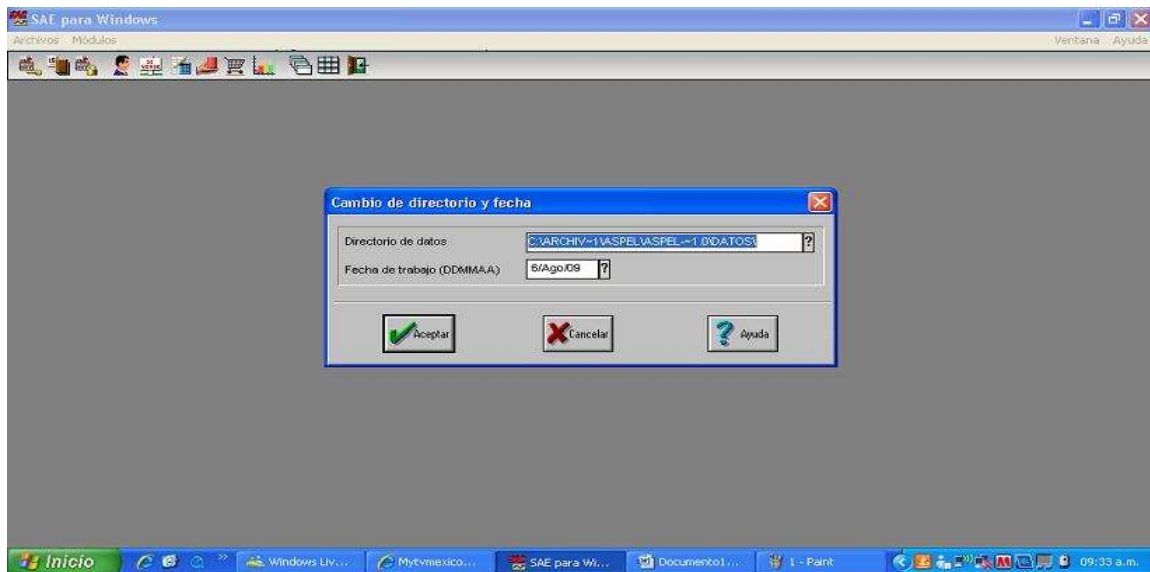 SAE para Windows
Archivos Módulos Ventana Ayuda
Cambio de directorio y fecha
Directorio de datos C:\ARCHIV~1\ASPEL\ASPEL-~1.0\DATOS\ ?
Fecha de trabajo (DDMMAA) 6/Ago/09 ?
Aceptar Cancelar Ayuda
Inicio Windows Liv... Mytvmexico... SAE para Wi... Documento1... 1 - Paint 09:33 a.m.